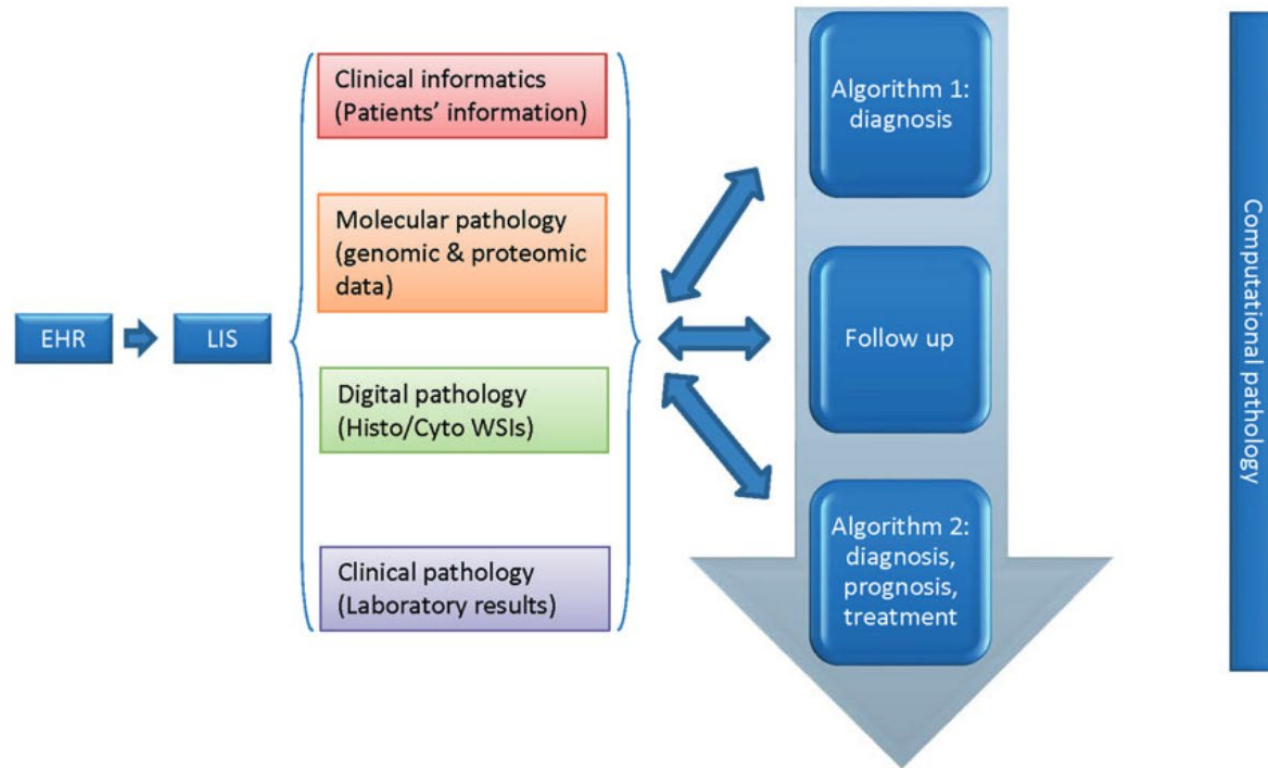 EHR
LIS
Clinical informatics
(Patients' information)
Molecular pathology
(genomic & proteomic
data)
Digital pathology
(Histo/Cyto WSIs)
Clinical pathology
(Laboratory results)
Algorithm 1:
diagnosis
Follow up
Algorithm 2:
diagnosis,
prognosis,
treatment
Computational pathology